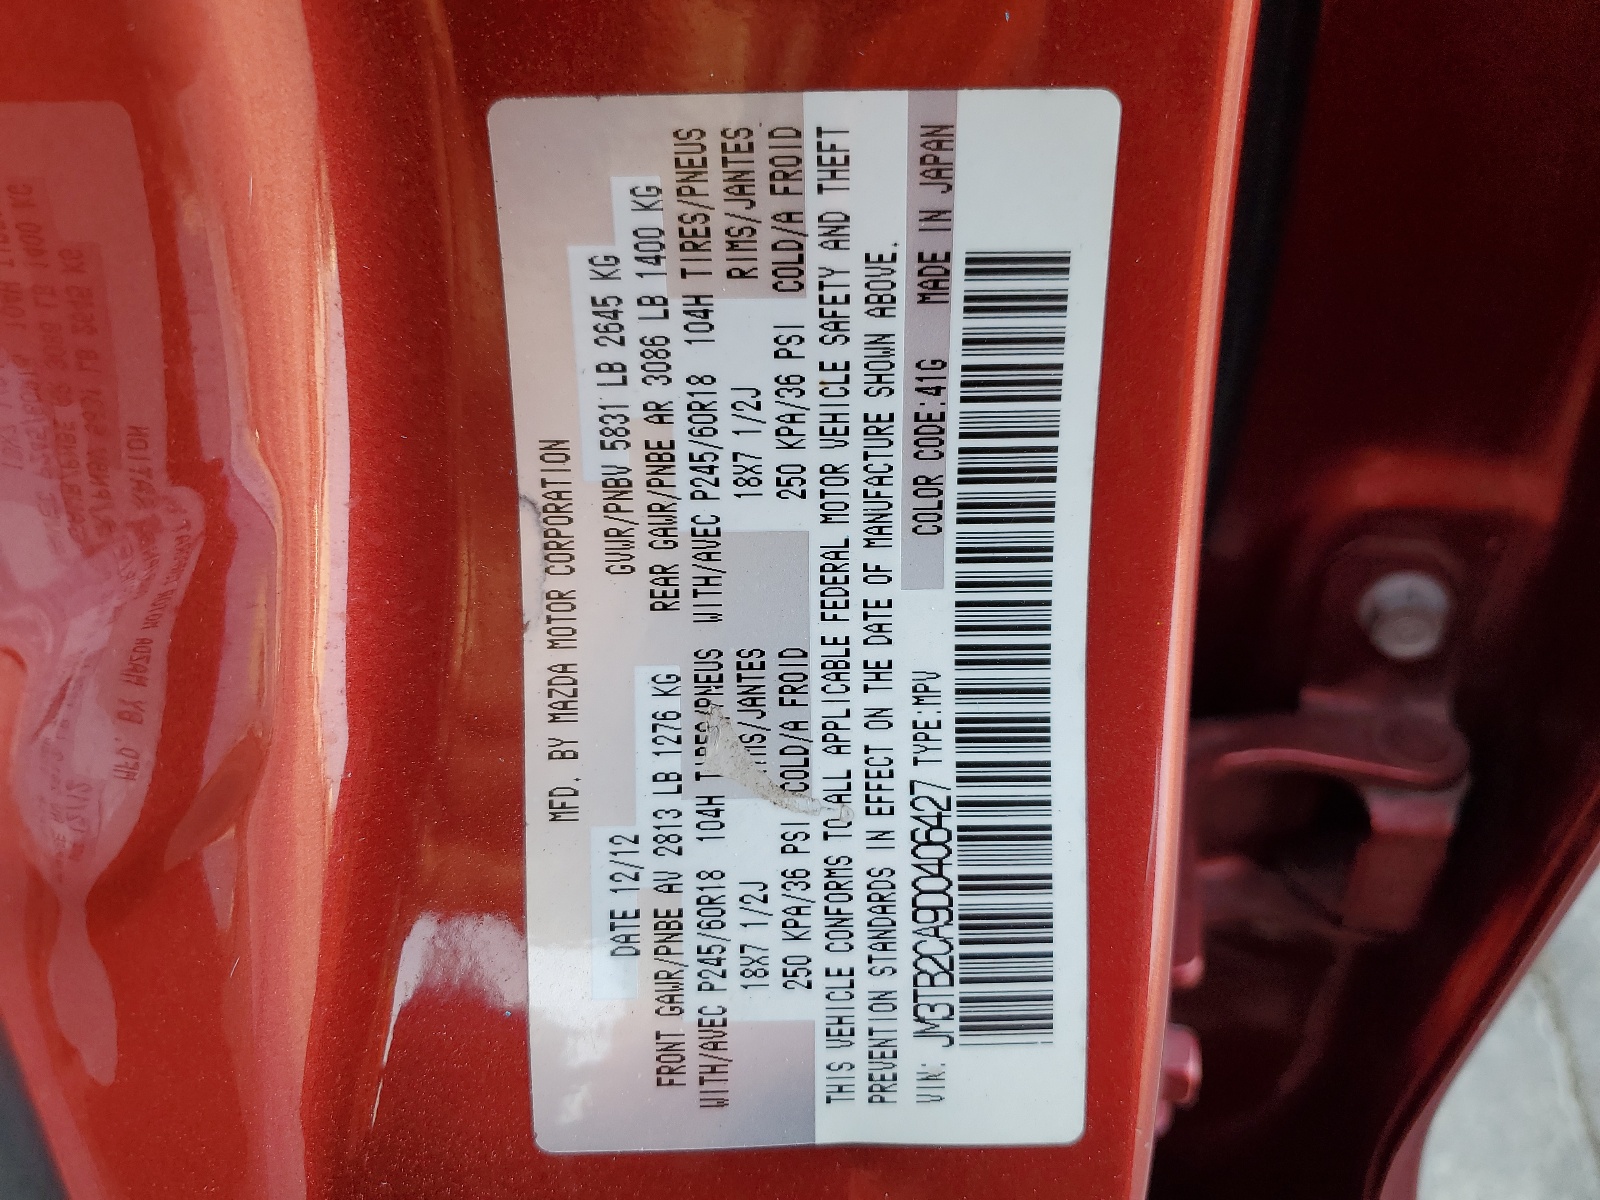 MFD. BY MAZDA MOTOR CORPORATION
DATE 12/12 GVWR/PNBV 5831 LB 2645 KG
FRONT GAWR/PNBE AV 2813 LB 1276 KG REAR GAWR/PNBE AR 3086 LB 1400 KG
WITH/AVEC P245/60R18 104H TIRES/PNEUS WITH/AVEC P245/60R18 104H TIRES/PNEUS
18X7 1/2J RIMS/JANTES 18X7 1/2J RIMS/JANTES
250 KPA/36 PSI COLD/A FROID 250 KPA/36 PSI COLD/A FROID
THIS VEHICLE CONFORMS TO ALL APPLICABLE FEDERAL MOTOR VEHICLE SAFETY AND THEFT
PREVENTION STANDARDS IN EFFECT ON THE DATE OF MANUFACTURE SHOWN ABOVE.
VIN: JM3TB2CA9D0406427 TYPE:MPV COLOR CODE:41G MADE IN JAPAN